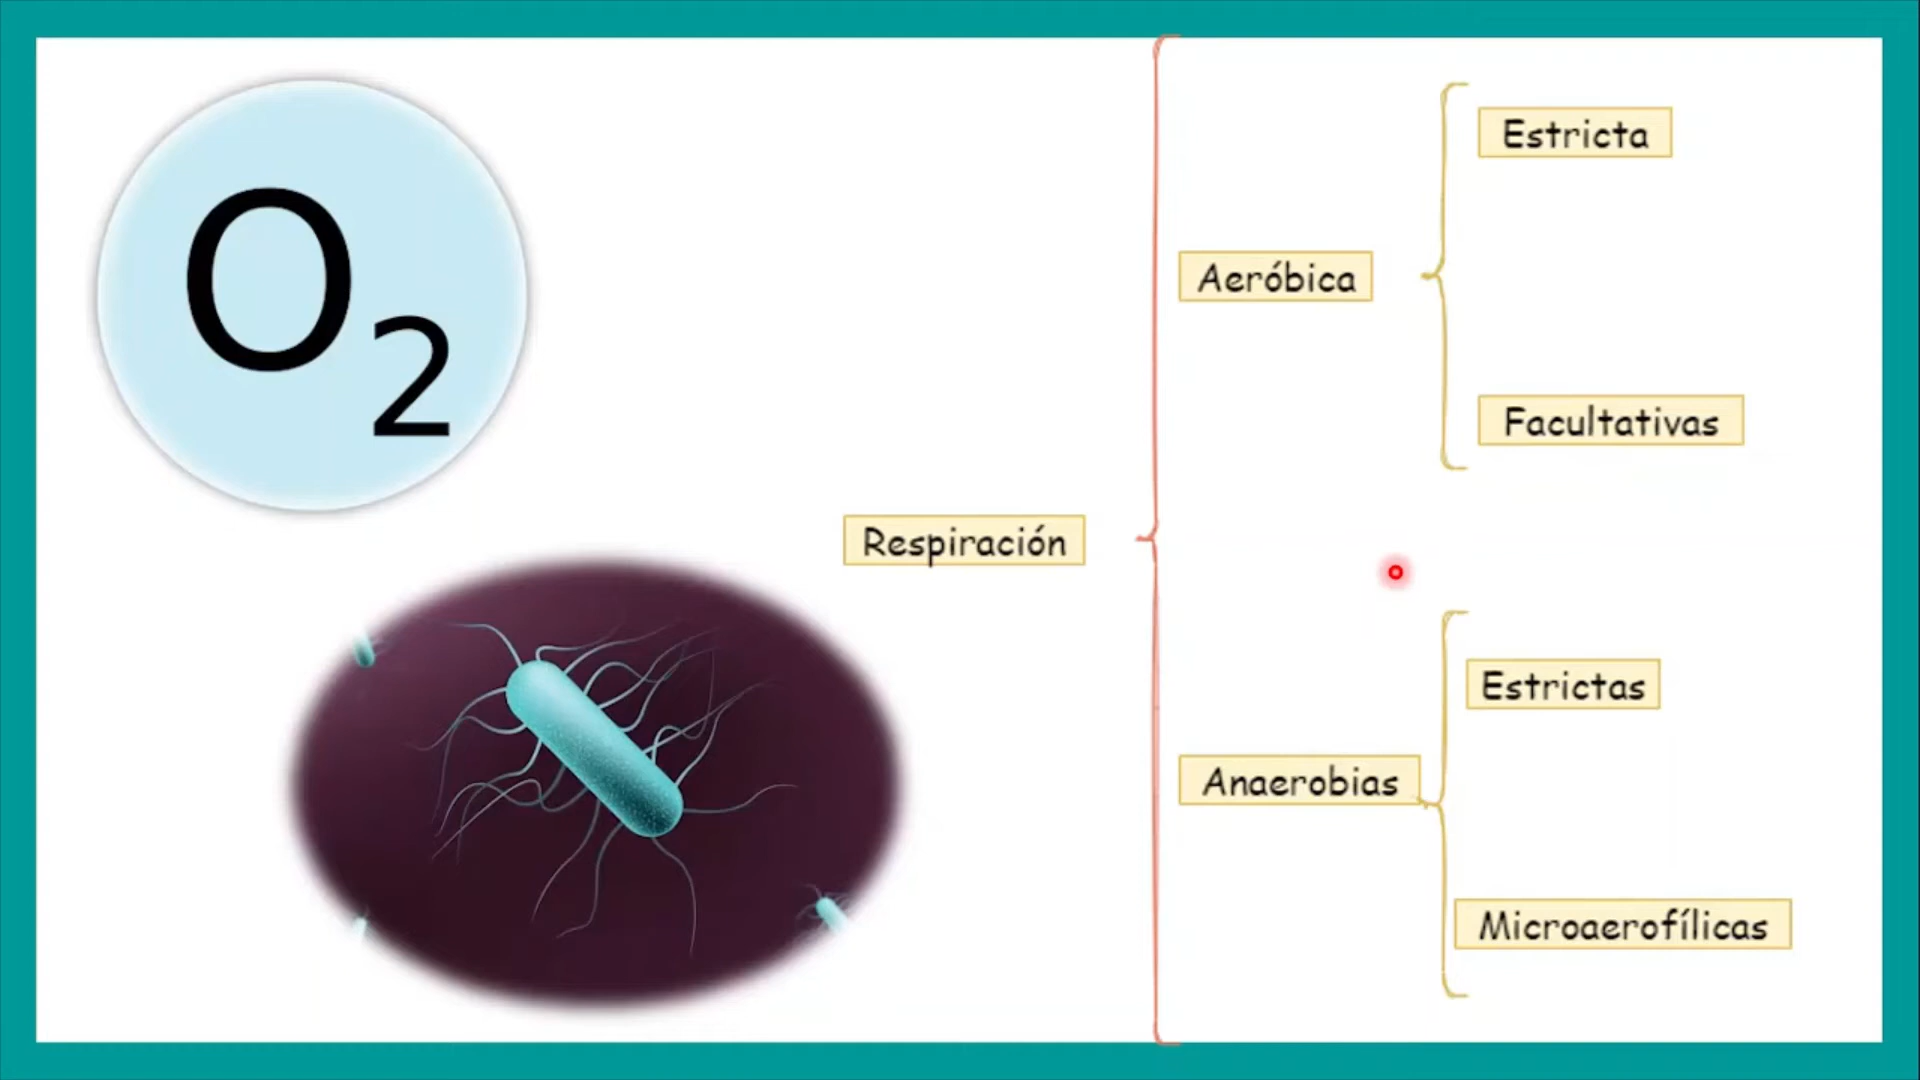 O2
Respiración
Aeróbica
Estricta
Facultativas
Anaerobias
Estrictas
Microaerofílicas